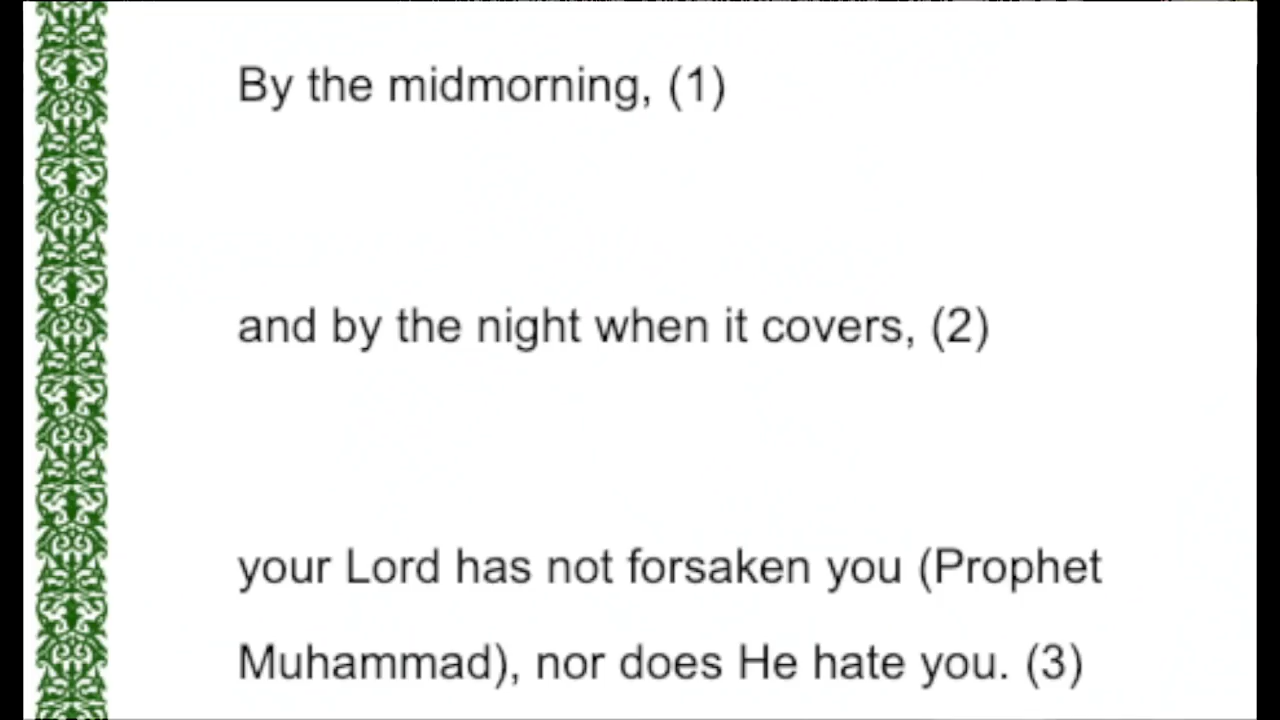 By the midmorning, (1)
and by the night when it covers, (2)
your Lord has not forsaken you (Prophet
Muhammad), nor does He hate you. (3)